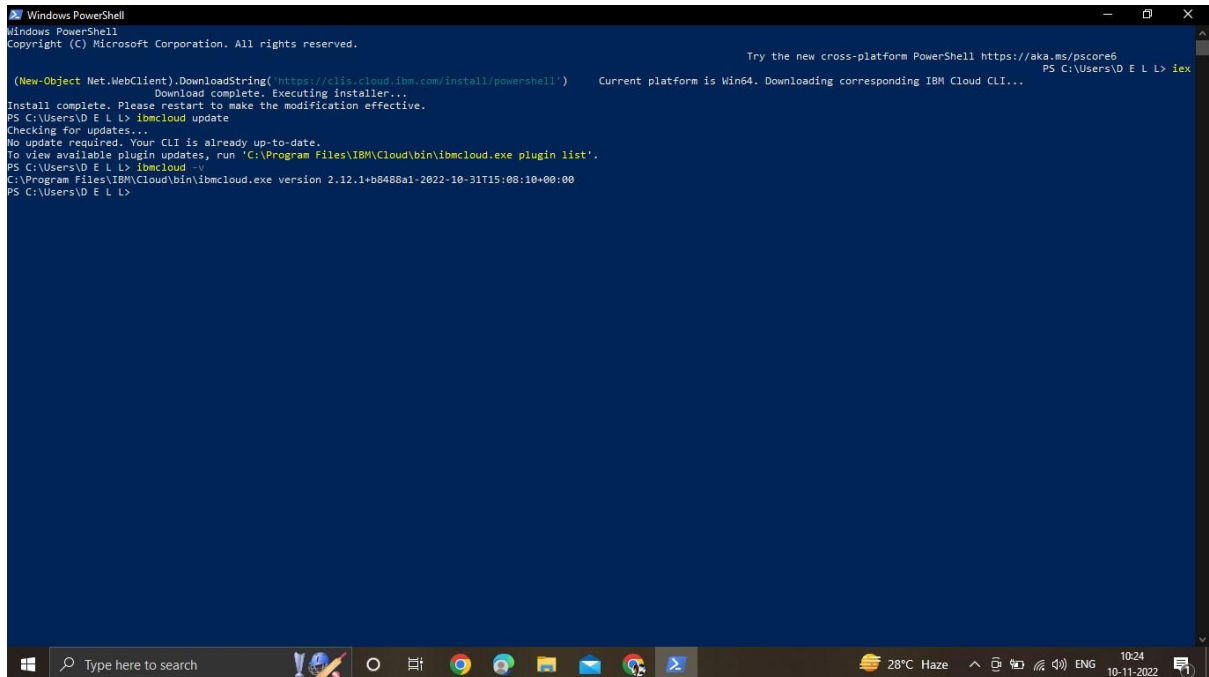 Windows PowerShell
Windows PowerShell
Copyright (C) Microsoft Corporation. All rights reserved.
Try the new cross-platform PowerShell https://aka.ms/pscore6
PS C:\Users\D E L L> iex
(New-Object Net.WebClient).DownloadString('https://clis.cloud.ibm.com/install/powershell') Current platform is Win64. Downloading corresponding IBM Cloud CLI...
Download complete. Executing installer...
Install complete. Please restart to make the modification effective.
PS C:\Users\D E L L> ibmcloud update
Checking for updates...
No update required. Your CLI is already up-to-date.
To view available plugin updates, run 'C:\Program Files\IBM\Cloud\bin\ibmcloud.exe plugin list'.
PS C:\Users\D E L L> ibmcloud -v
C:\Program Files\IBM\Cloud\bin\ibmcloud.exe version 2.12.1+b8488a1-2022-10-31T15:08:10+00:00
PS C:\Users\D E L L>
Type here to search
28°C Haze
ENG
10:24
10-11-2022
1